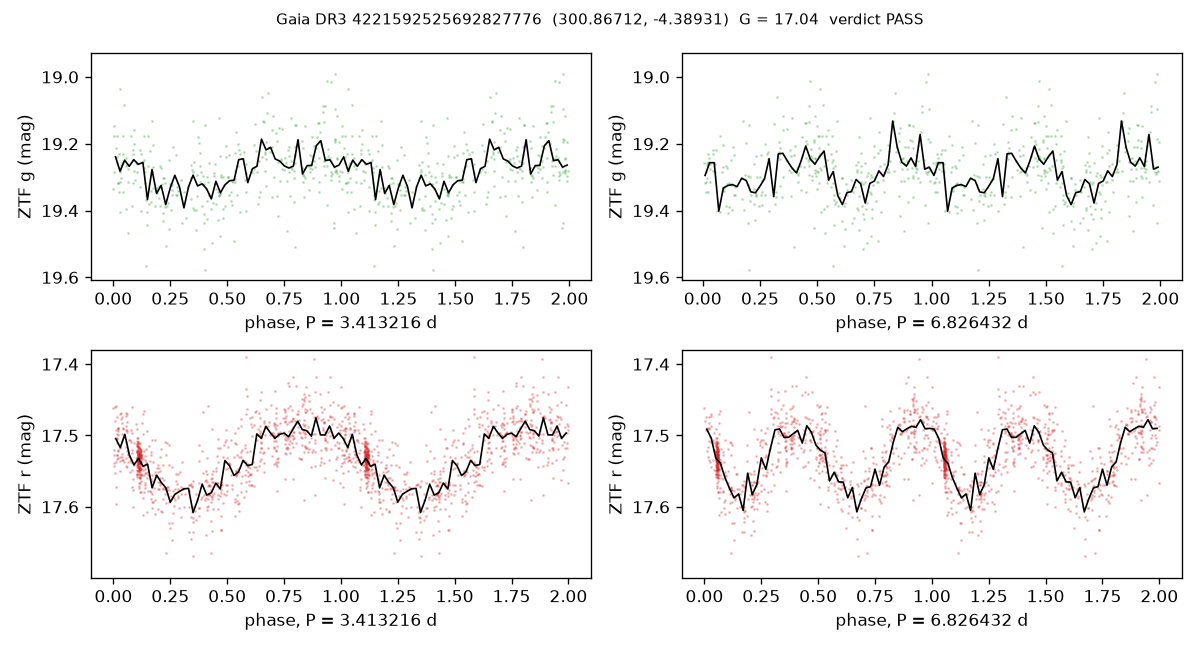 Gaia DR3 4221592525692827776 (300.86712, -4.38931) G = 17.04 verdict PASS
ZTF g (mag)
19.0
19.2
19.4
19.6
0.00 0.25 0.50 0.75 1.00 1.25 1.50 1.75 2.00
phase, P = 3.413216 d
ZTF g (mag)
19.0
19.2
19.4
19.6
0.00 0.25 0.50 0.75 1.00 1.25 1.50 1.75 2.00
phase, P = 6.826432 d
ZTF r (mag)
17.4
17.5
17.6
0.00 0.25 0.50 0.75 1.00 1.25 1.50 1.75 2.00
phase, P = 3.413216 d
ZTF r (mag)
17.4
17.5
17.6
0.00 0.25 0.50 0.75 1.00 1.25 1.50 1.75 2.00
phase, P = 6.826432 d